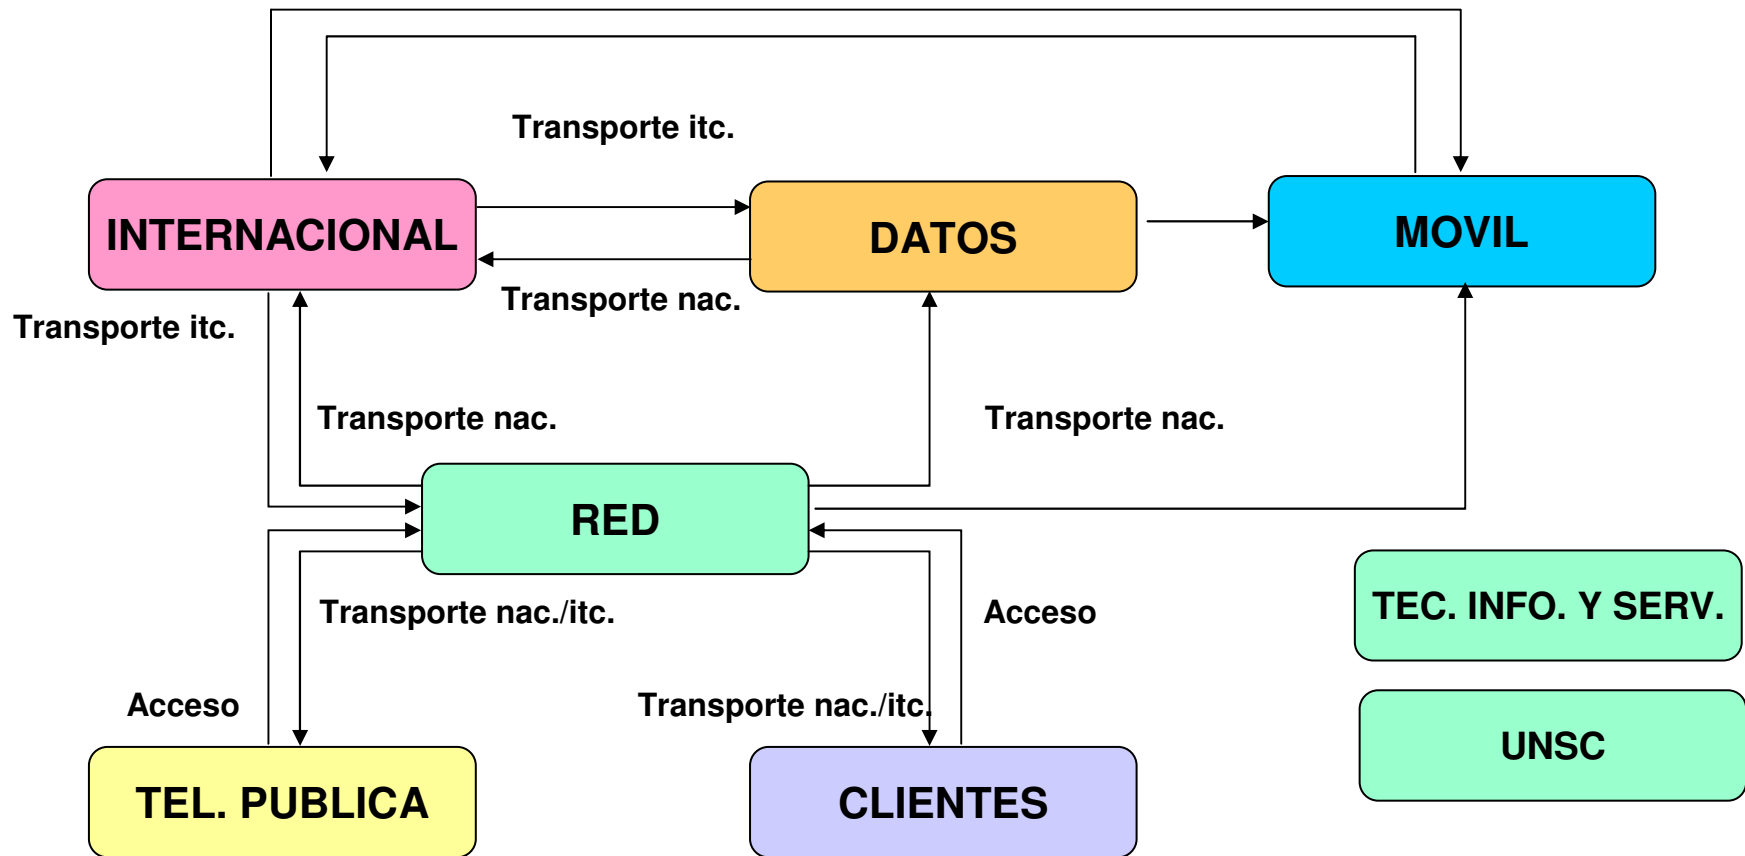 Transporte itc.
INTERNACIONAL
DATOS
MOVIL
Transporte nac.
Transporte itc.
Transporte nac.
Transporte nac.
RED
TEC. INFO. Y SERV.
Transporte nac./itc.
Acceso
Acceso
Transporte nac./itc.
UNSC
TEL. PUBLICA
CLIENTES